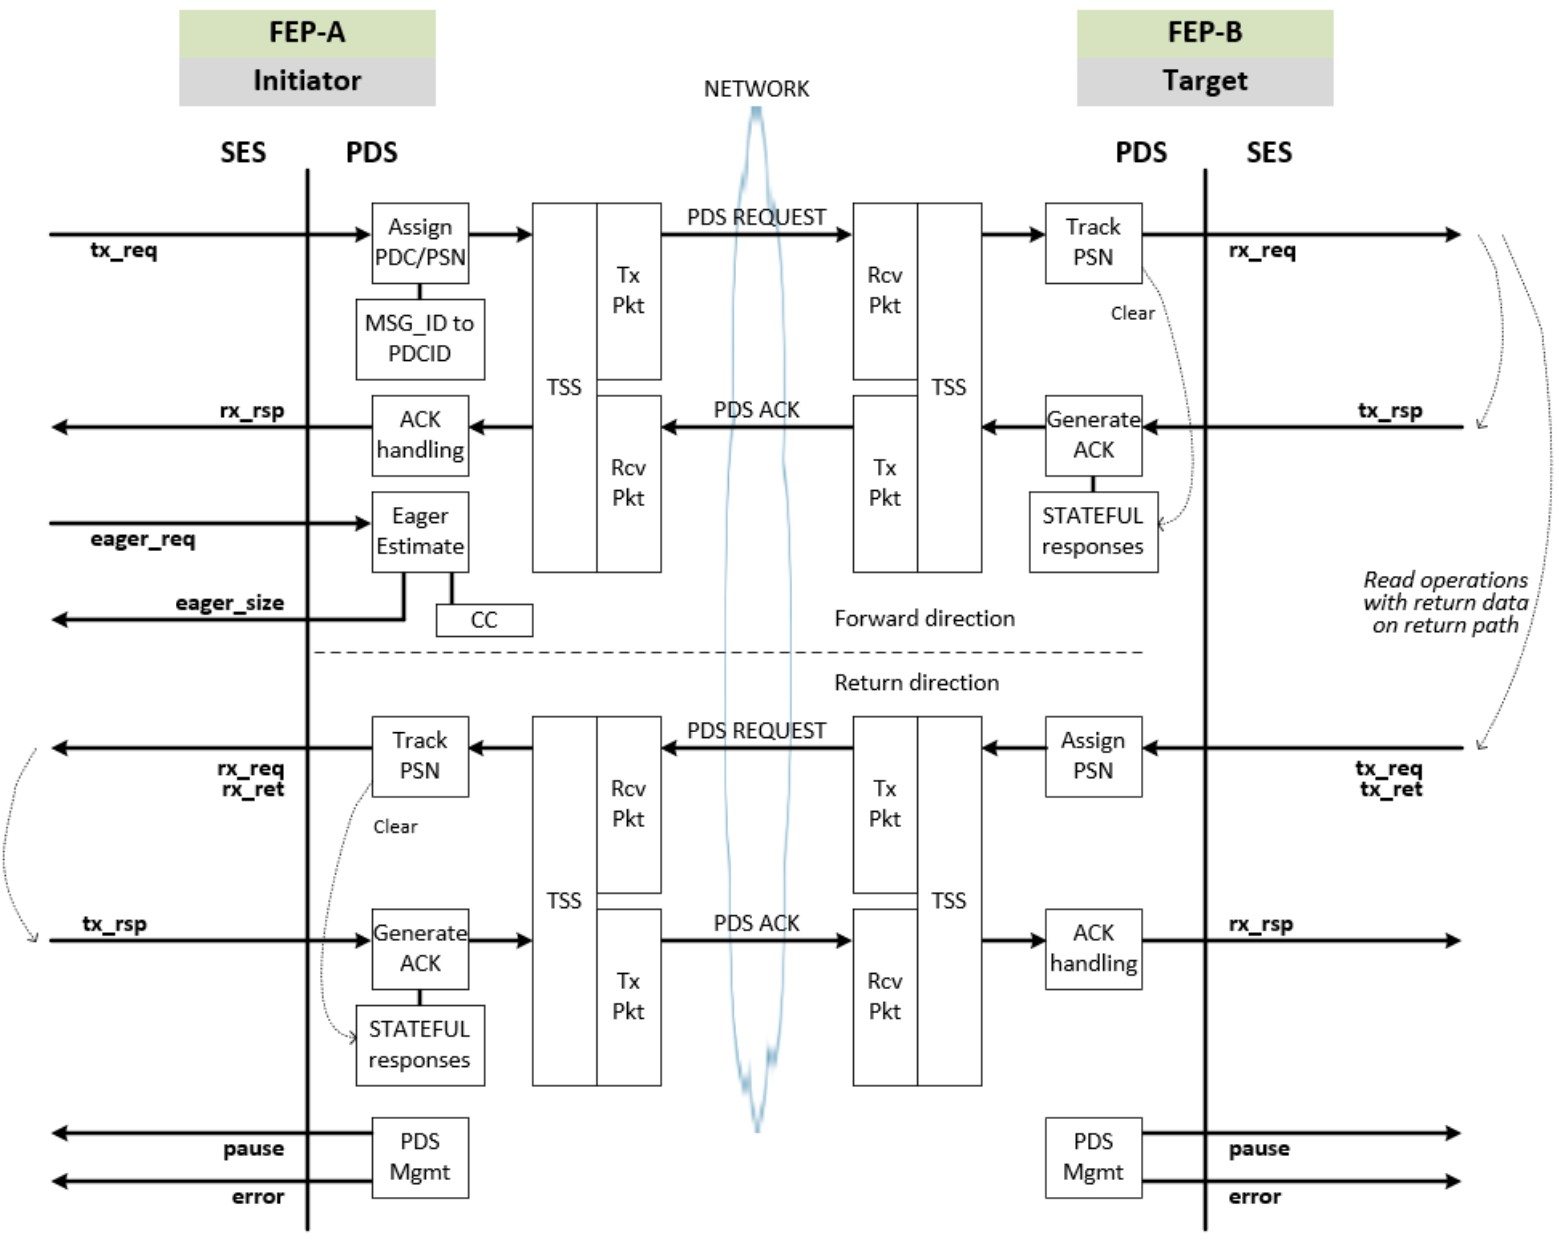 FEP-A
Initiator
FEP-B
Target
NETWORK
SES
PDS
PDS
SES
tx_req
Assign
PDC/PSN
MSG_ID to
PDCID
TSS
Tx
Pkt
PDS REQUEST
Rcv
Pkt
TSS
Track
PSN
rx_req
Clear
rx_rsp
ACK
handling
Rcv
Pkt
PDS ACK
Tx
Pkt
Generate
ACK
tx_rsp
STATEFUL
responses
eager_req
Eager
Estimate
eager_size
CC
Forward direction
Read operations
with return data
on return path
Return direction
rx_req
rx_ret
Track
PSN
Clear
TSS
Rcv
Pkt
PDS REQUEST
Tx
Pkt
TSS
Assign
PSN
tx_req
tx_ret
tx_rsp
Generate
ACK
STATEFUL
responses
Tx
Pkt
PDS ACK
Rcv
Pkt
ACK
handling
rx_rsp
pause
error
PDS
Mgmt
PDS
Mgmt
pause
error